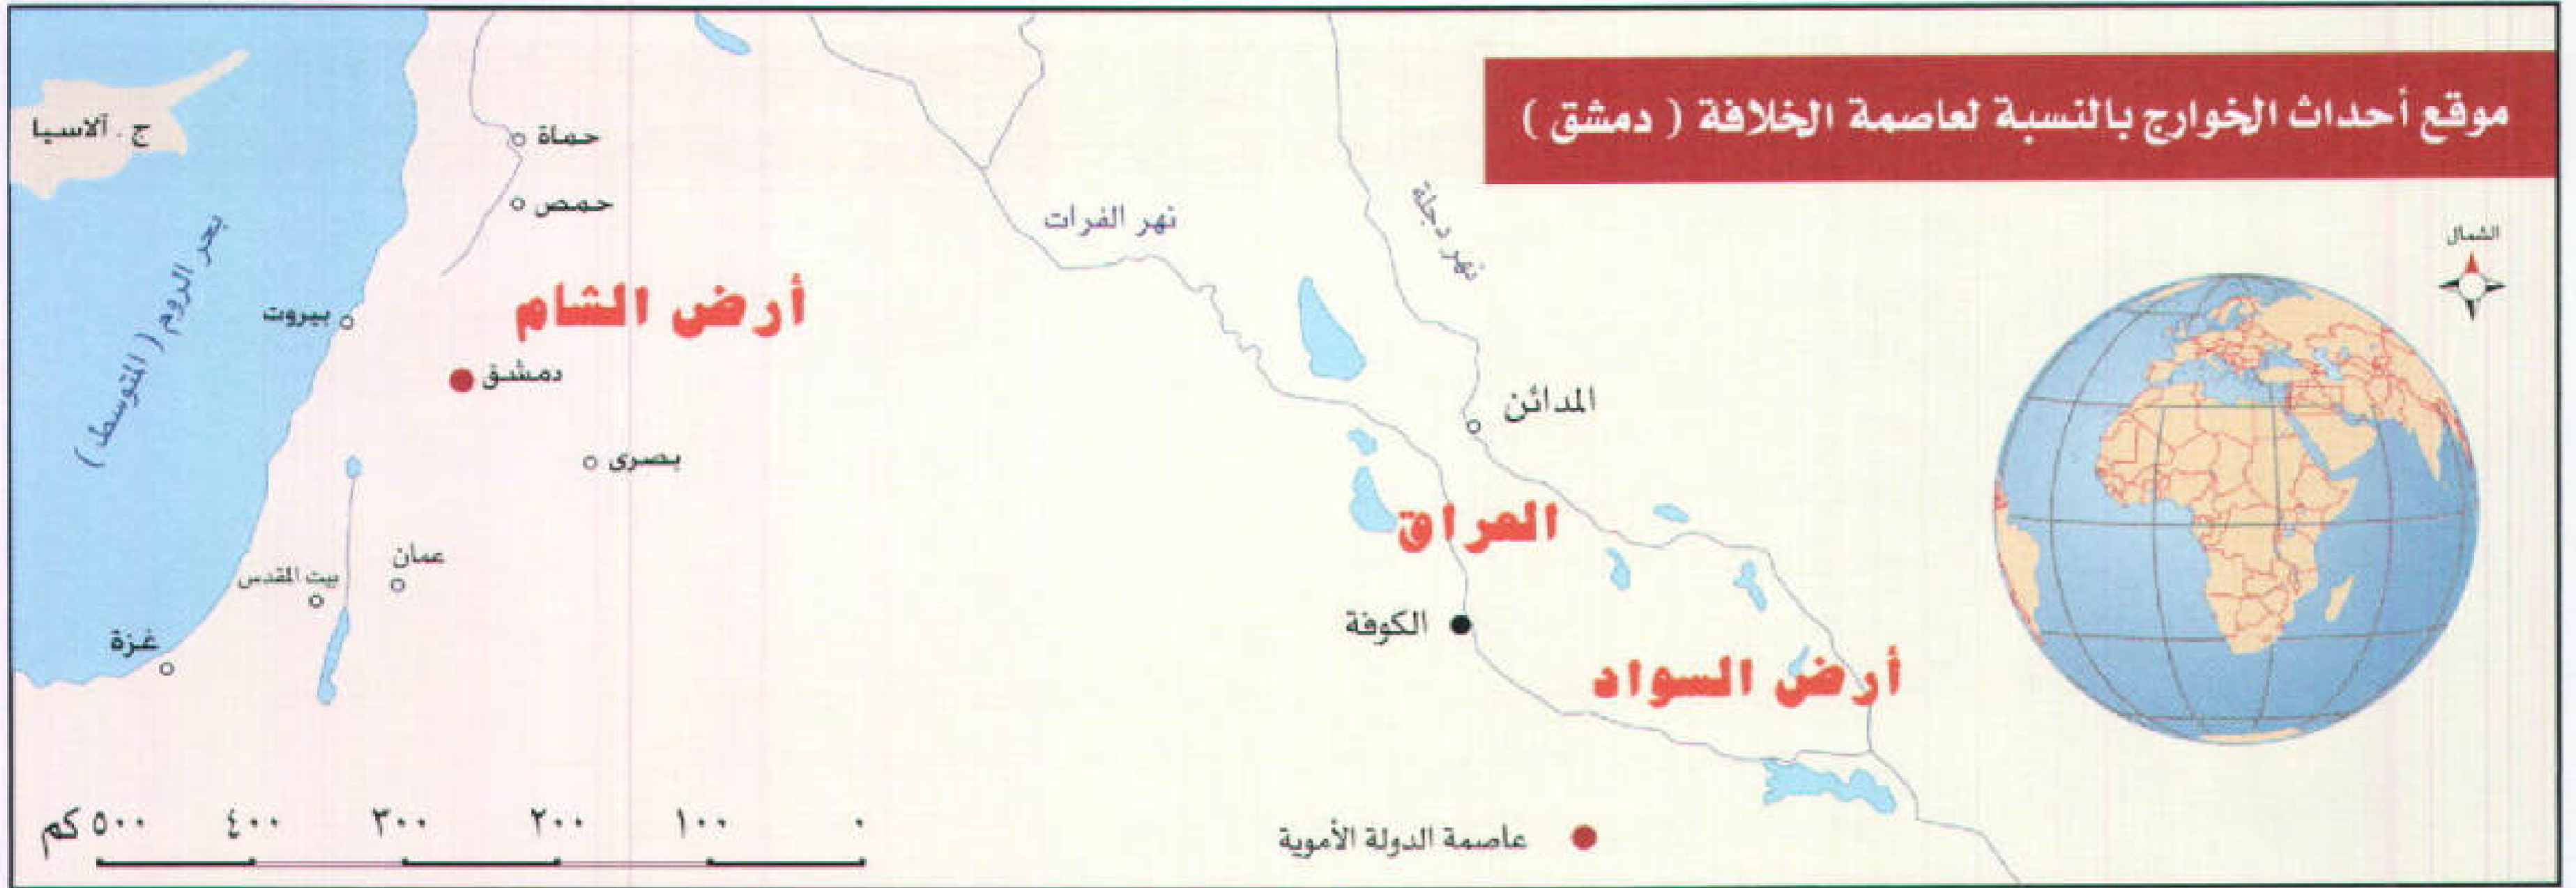 موقع أحداث الخوارج بالنسبة لعاصمة الخلافة ( دمشق )
الشمال
ج . آلاسيا
بحر الروم ( المتوسط )
حماة
حمص
نهر الفرات
نهر دجلة
أرض الشام
بيروت
دمشق
بصرى
المدائن
العراق
عمان
بيت المقدس
غزة
الكوفة
أرض السواد
٠ ١٠٠ ٢٠٠ ٣٠٠ ٤٠٠ ٥٠٠ كم
عاصمة الدولة الأموية